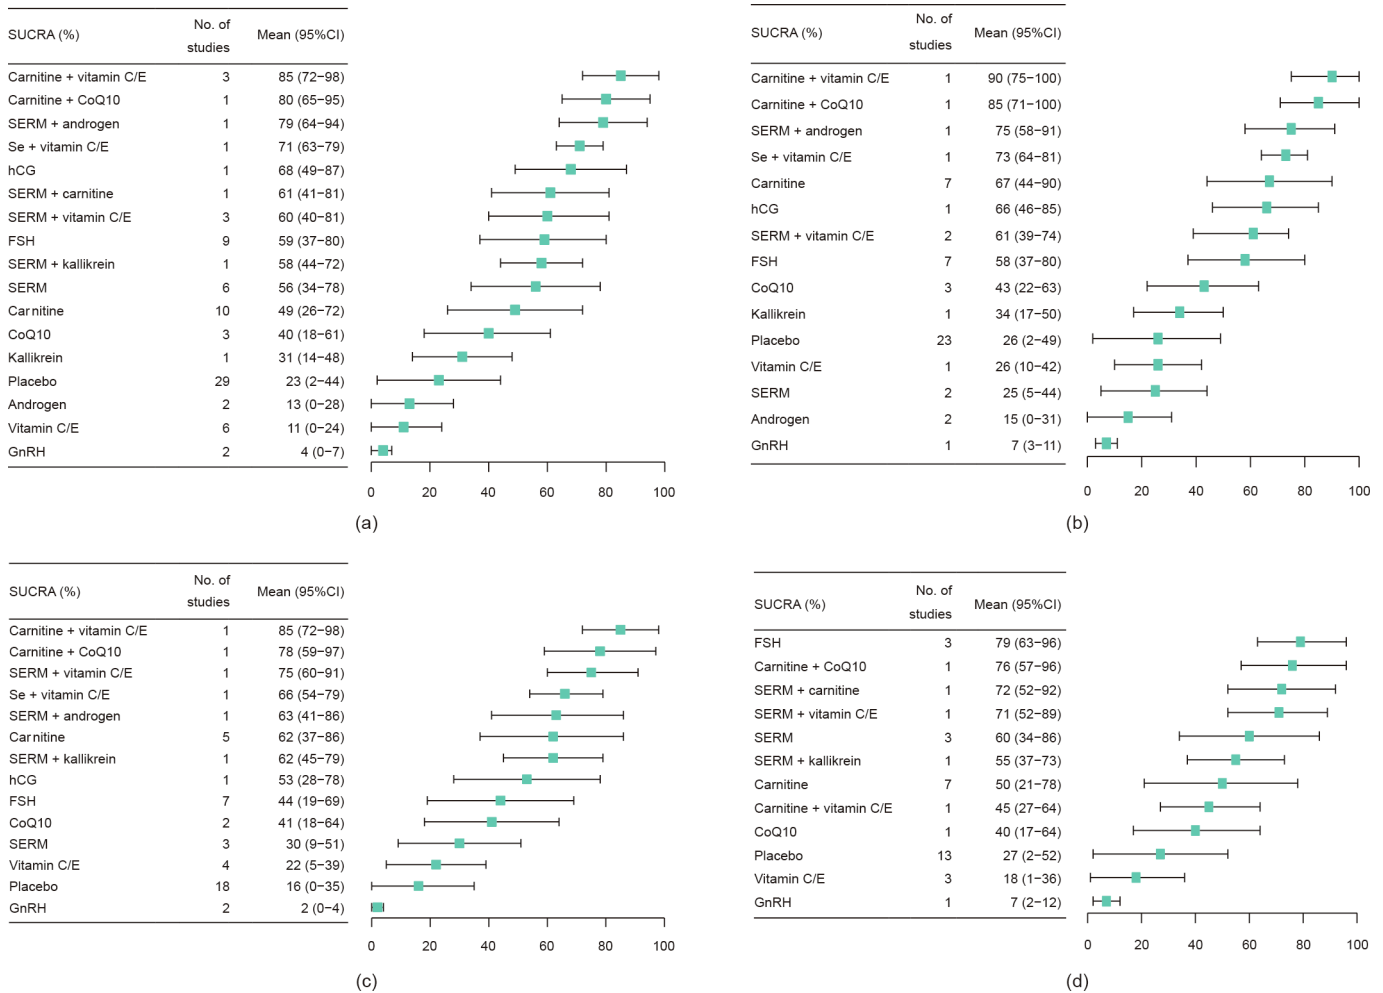 SUCRA (%) No. of studies Mean (95%CI)
Carnitine + vitamin C/E 3 85 (72−98)
Carnitine + CoQ10 1 80 (65−95)
SERM + androgen 1 79 (64−94)
Se + vitamin C/E 1 71 (63−79)
hCG 1 68 (49−87)
SERM + carnitine 1 61 (41−81)
SERM + vitamin C/E 3 60 (40−81)
FSH 9 59 (37−80)
SERM + kallikrein 1 58 (44−72)
SERM 6 56 (34−78)
Carnitine 10 49 (26−72)
CoQ10 3 40 (18−61)
Kallikrein 1 31 (14−48)
Placebo 29 23 (2−44)
Androgen 2 13 (0−28)
Vitamin C/E 6 11 (0−24)
GnRH 2 4 (0−7)
0 20 40 60 80 100
(a)
SUCRA (%) No. of studies Mean (95%CI)
Carnitine + vitamin C/E 1 90 (75−100)
Carnitine + CoQ10 1 85 (71−100)
SERM + androgen 1 75 (58−91)
Se + vitamin C/E 1 73 (64−81)
Carnitine 7 67 (44−90)
hCG 1 66 (46−85)
SERM + vitamin C/E 2 61 (39−74)
FSH 7 58 (37−80)
CoQ10 3 43 (22−63)
Kallikrein 1 34 (17−50)
Placebo 23 26 (2−49)
Vitamin C/E 1 26 (10−42)
SERM 2 25 (5−44)
Androgen 2 15 (0−31)
GnRH 1 7 (3−11)
0 20 40 60 80 100
(b)
SUCRA (%) No. of studies Mean (95%CI)
Carnitine + vitamin C/E 1 85 (72−98)
Carnitine + CoQ10 1 78 (59−97)
SERM + vitamin C/E 1 75 (60−91)
Se + vitamin C/E 1 66 (54−79)
SERM + androgen 1 63 (41−86)
Carnitine 5 62 (37−86)
SERM + kallikrein 1 62 (45−79)
hCG 1 53 (28−78)
FSH 7 44 (19−69)
CoQ10 2 41 (18−64)
SERM 3 30 (9−51)
Vitamin C/E 4 22 (5−39)
Placebo 18 16 (0−35)
GnRH 2 2 (0−4)
0 20 40 60 80 100
(c)
SUCRA (%) No. of studies Mean (95%CI)
FSH 3 79 (63−96)
Carnitine + CoQ10 1 76 (57−96)
SERM + carnitine 1 72 (52−92)
SERM + vitamin C/E 1 71 (52−89)
SERM 3 60 (34−86)
SERM + kallikrein 1 55 (37−73)
Carnitine 7 50 (21−78)
Carnitine + vitamin C/E 1 45 (27−64)
CoQ10 1 40 (17−64)
Placebo 13 27 (2−52)
Vitamin C/E 3 18 (1−36)
GnRH 1 7 (2−12)
0 20 40 60 80 100
(d)